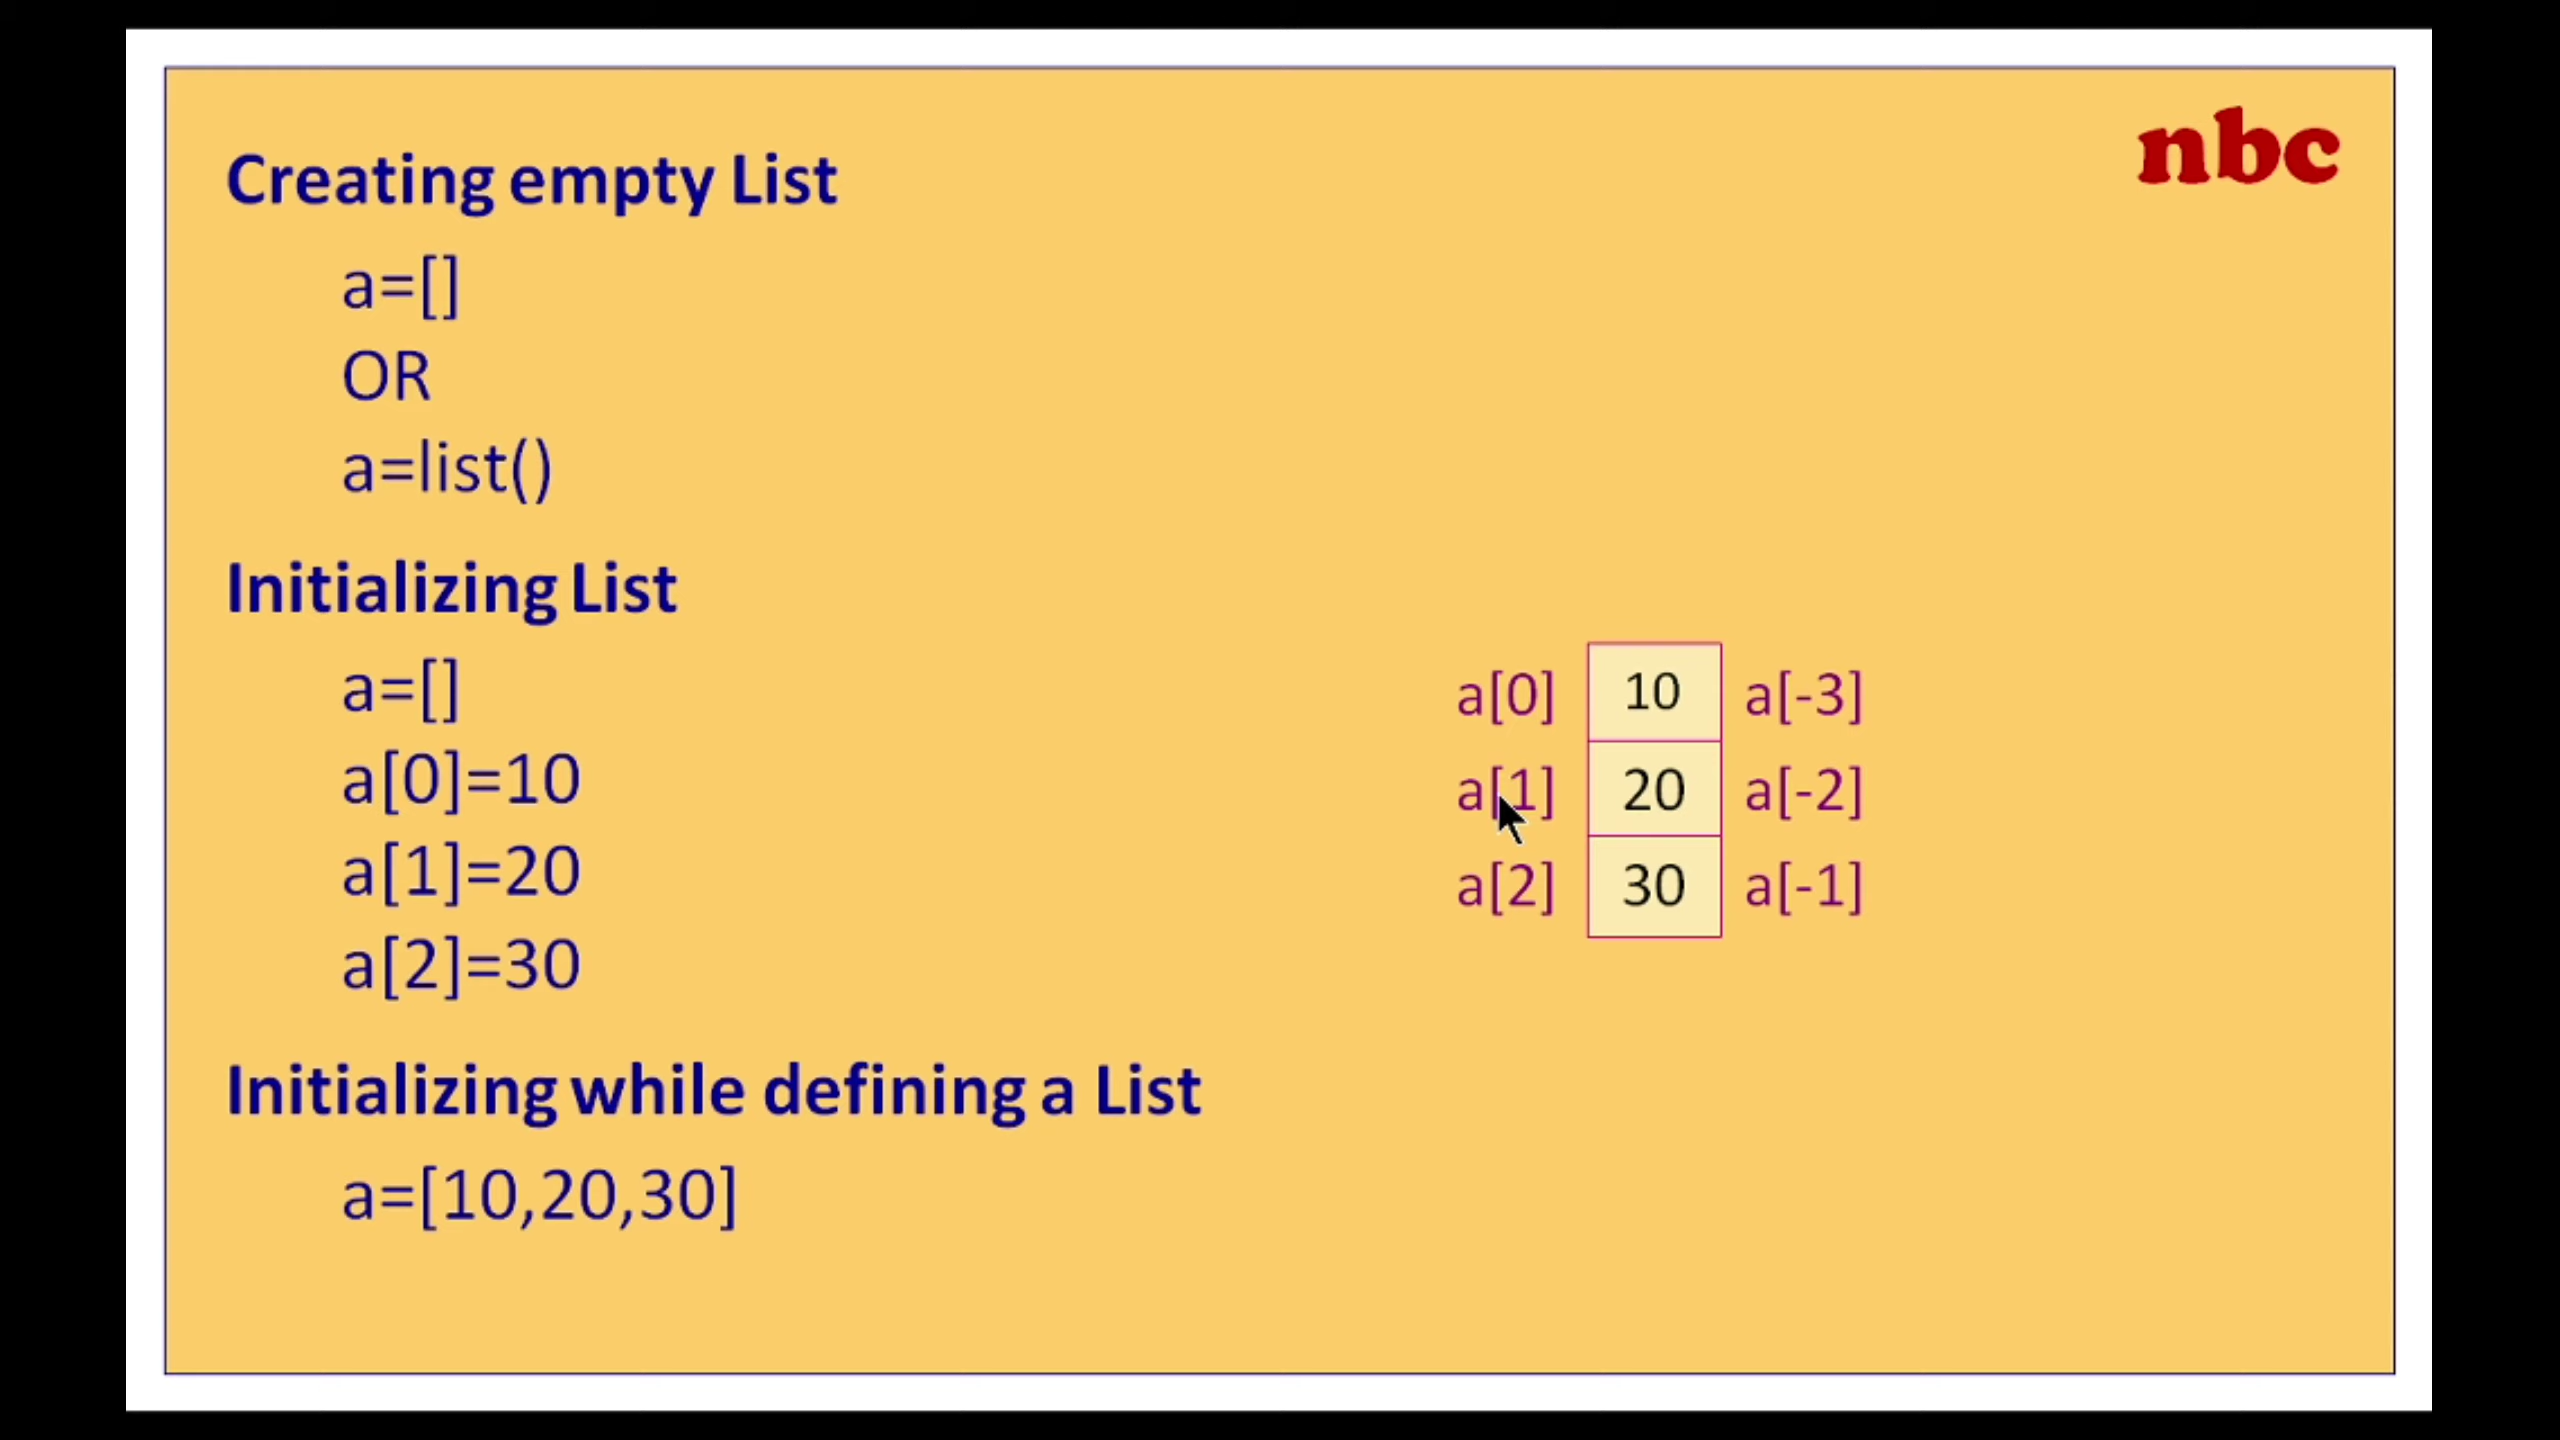 nbc
Creating empty List
a=[]
OR
a=list()
Initializing List
a=[]
a[0]=10
a[1]=20
a[2]=30
a[0] 10 a[-3]
a[1] 20 a[-2]
a[2] 30 a[-1]
Initializing while defining a List
a=[10,20,30]